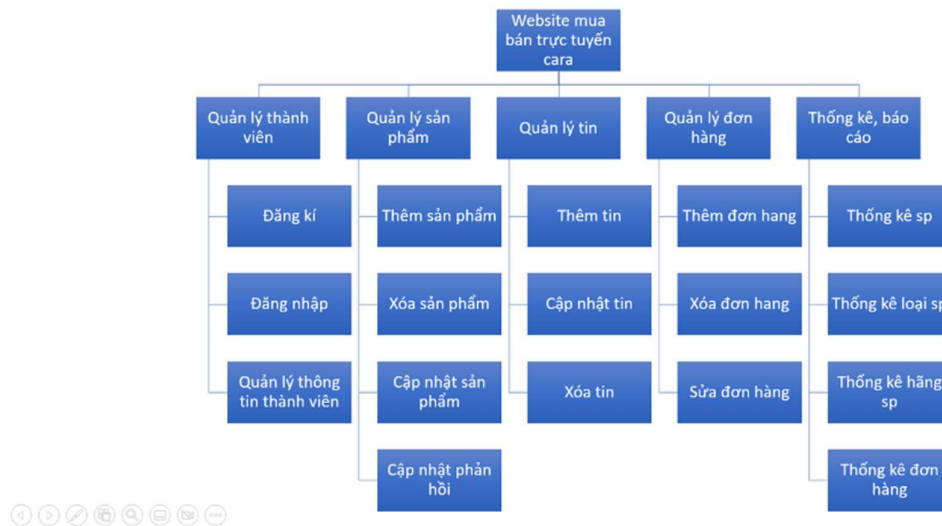 Website mua
bán trực tuyến
cara
Quản lý thành
viên
Quản lý sản
phẩm
Quản lý tin
Quản lý đơn
hàng
Thống kê, báo
cáo
Đăng kí
Thêm sản phẩm
Thêm tin
Thêm đơn hang
Thống kê sp
Đăng nhập
Xóa sản phẩm
Cập nhật tin
Xóa đơn hang
Thống kê loại sp
Quản lý thông
tin thành viên
Cập nhật sản
phẩm
Xóa tin
Sửa đơn hàng
Thống kê hãng
sp
Cập nhật phản
hồi
Thống kê đơn
hàng